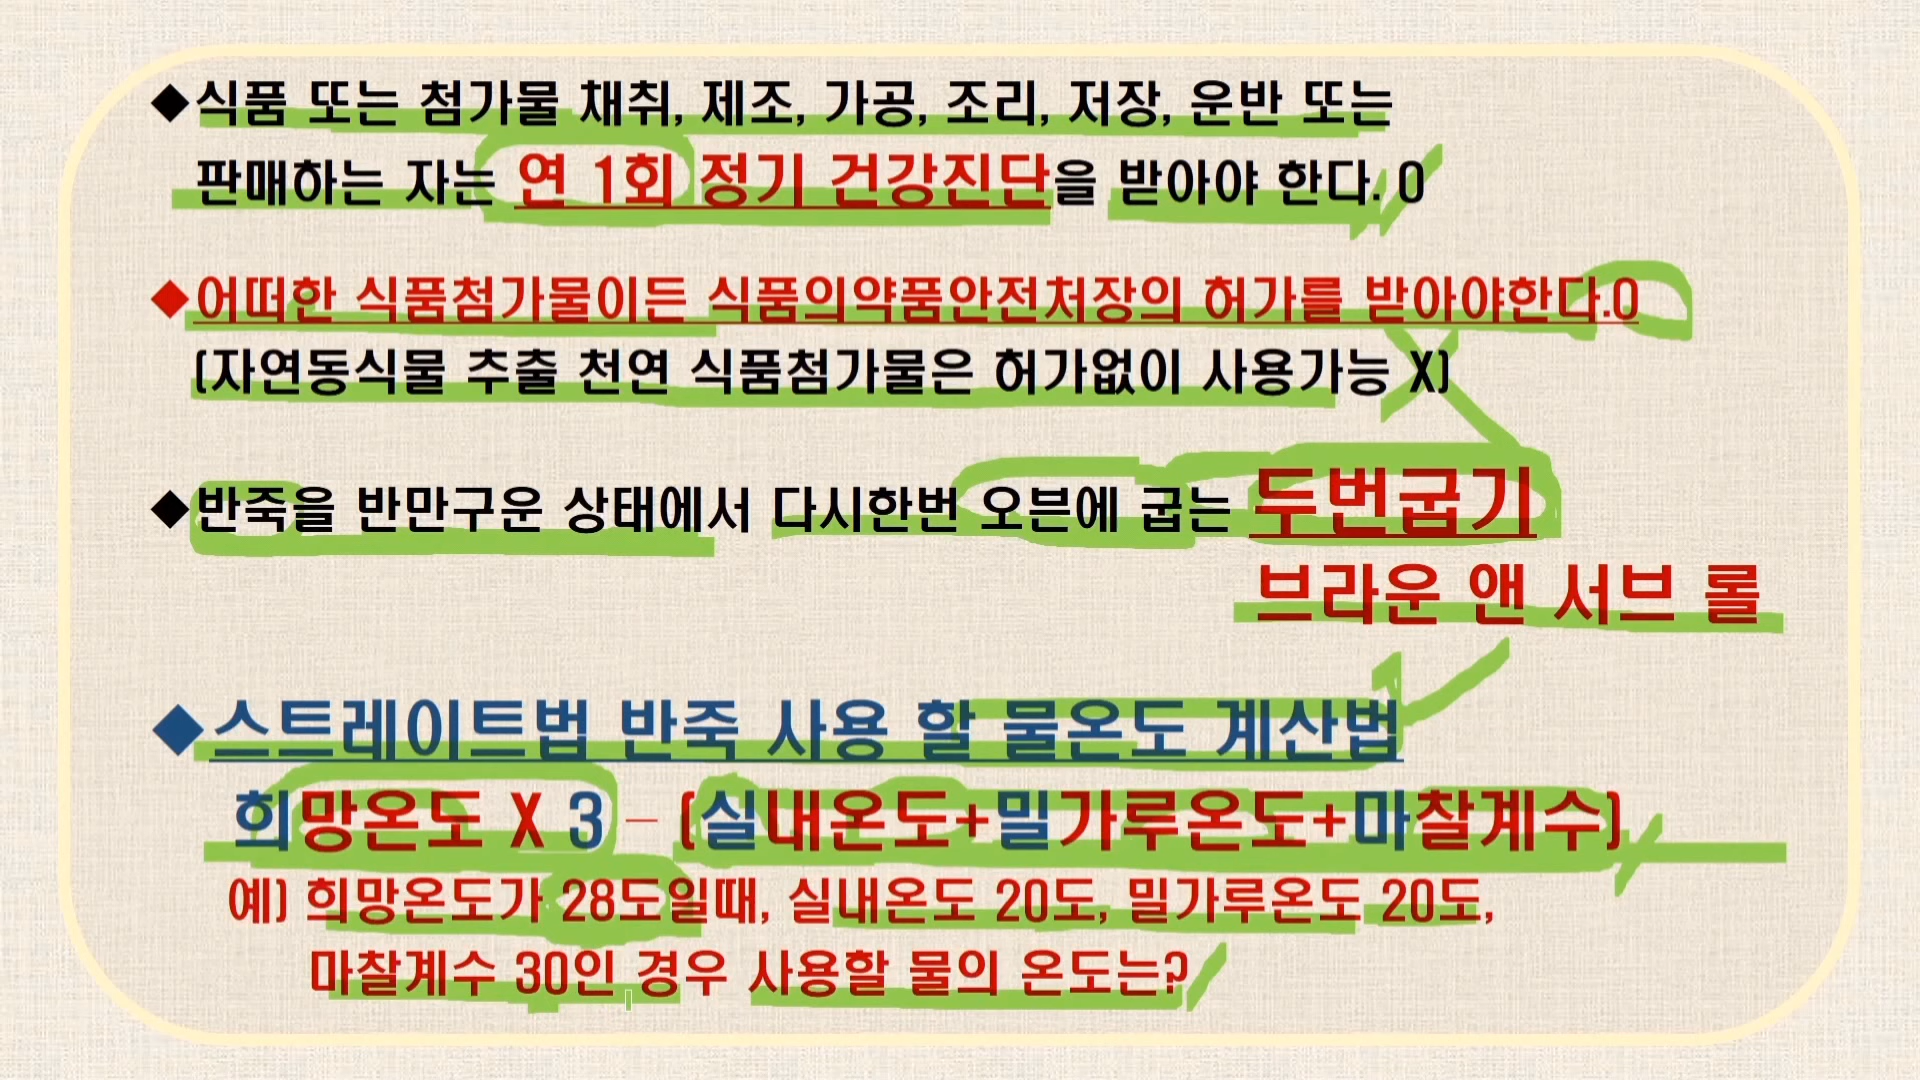 ◆식품 또는 첨가물 채취, 제조, 가공, 조리, 저장, 운반 또는
판매하는 자는 연 1회 정기 건강진단을 받아야 한다. O
◆어떠한 식품첨가물이든 식품의약품안전처장의 허가를 받아야한다.O
(자연동식물 추출 천연 식품첨가물은 허가없이 사용가능 X)
◆반죽을 반만구운 상태에서 다시한번 오븐에 굽는 두번굽기
브라운 앤 서브 롤
◆스트레이트법 반죽 사용 할 물온도 계산법
희망온도 X 3 - (실내온도+밀가루온도+마찰계수)
예) 희망온도가 28도일때, 실내온도 20도, 밀가루온도 20도,
마찰계수 30인 경우 사용할 물의 온도는?